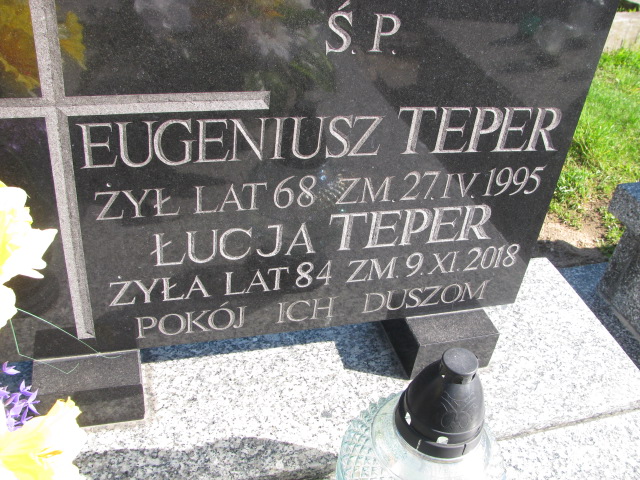 Ś.P.
EUGENIUSZ TEPER
ŻYŁ LAT 68 ZM. 27.IV.1995
ŁUCJA TEPER
ŻYŁA LAT 84 ZM. 9.XI.2018
POKÓJ ICH DUSZOM